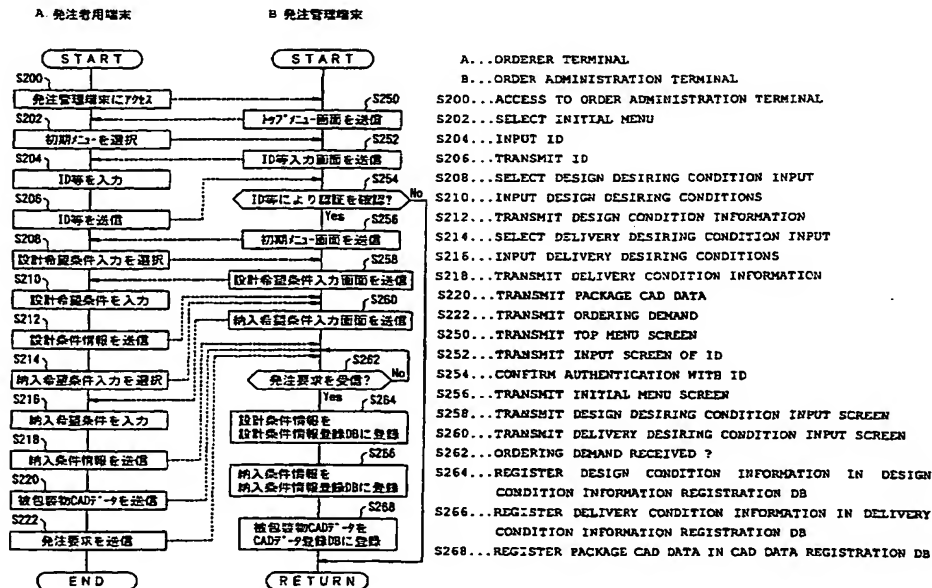 A 発注者用端末
B 発注管理端末
START
START
S200
発注管理端末にアクセス
S250
トップメニュー画面を送信
S202
初期メニューを選択
S252
ID等入力画面を送信
S204
ID等を入力
S254
ID等により認証を確認?
No
Yes
S206
ID等を送信
S256
初期メニュー画面を送信
S208
設計希望条件入力を選択
S258
設計希望条件入力画面を送信
S210
設計希望条件を入力
S260
納入希望条件入力画面を送信
S212
設計条件情報を送信
S262
発注要求を受信?
No
Yes
S214
納入希望条件入力を選択
S264
設計条件情報を
設計条件情報登録DBに登録
S216
納入希望条件を入力
S218
納入条件情報を送信
S266
納入条件情報を
納入条件情報登録DBに登録
S220
被包装物CADデータを送信
S268
被包装物CADデータを
CADデータ登録DBに登録
S222
発注要求を送信
END
RETURN
A...ORDERER TERMINAL
B...ORDER ADMINISTRATION TERMINAL
S200...ACCESS TO ORDER ADMINISTRATION TERMINAL
S202...SELECT INITIAL MENU
S204...INPUT ID
S206...TRANSMIT ID
S208...SELECT DESIGN DESIRING CONDITION INPUT
S210...INPUT DESIGN DESIRING CONDITIONS
S212...TRANSMIT DESIGN CONDITION INFORMATION
S214...SELECT DELIVERY DESIRING CONDITION INPUT
S216...INPUT DELIVERY DESIRING CONDITIONS
S218...TRANSMIT DELIVERY CONDITION INFORMATION
S220...TRANSMIT PACKAGE CAD DATA
S222...TRANSMIT ORDERING DEMAND
S250...TRANSMIT TOP MENU SCREEN
S252...TRANSMIT INPUT SCREEN OF ID
S254...CONFIRM AUTHENTICATION WITH ID
S256...TRANSMIT INITIAL MENU SCREEN
S258...TRANSMIT DESIGN DESIRING CONDITION INPUT SCREEN
S260...TRANSMIT DELIVERY DESIRING CONDITION INPUT SCREEN
S262...ORDERING DEMAND RECEIVED ?
S264...REGISTER DESIGN CONDITION INFORMATION IN DESIGN
CONDITION INFORMATION REGISTRATION DB
S266...REGISTER DELIVERY CONDITION INFORMATION IN DELIVERY
CONDITION INFORMATION REGISTRATION DB
S268...REGISTER PACKAGE CAD DATA IN CAD DATA REGISTRATION DB